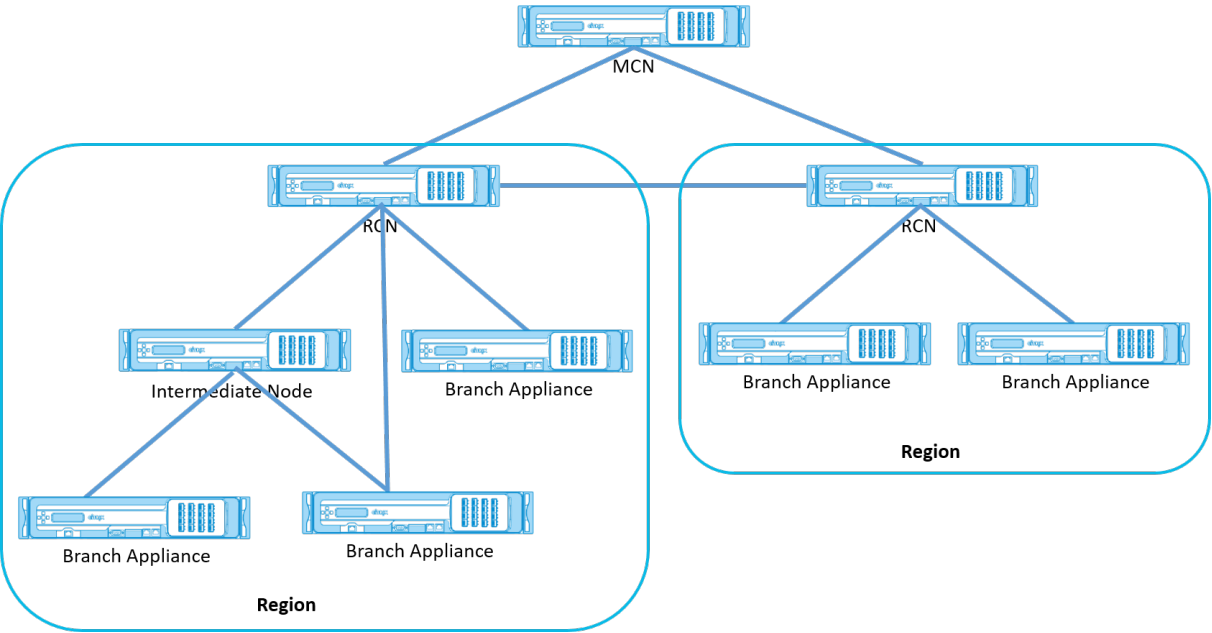 MCN
RCN
RCN
Intermediate Node
Branch Appliance
Branch Appliance
Branch Appliance
Branch Appliance
Branch Appliance
Region
Region